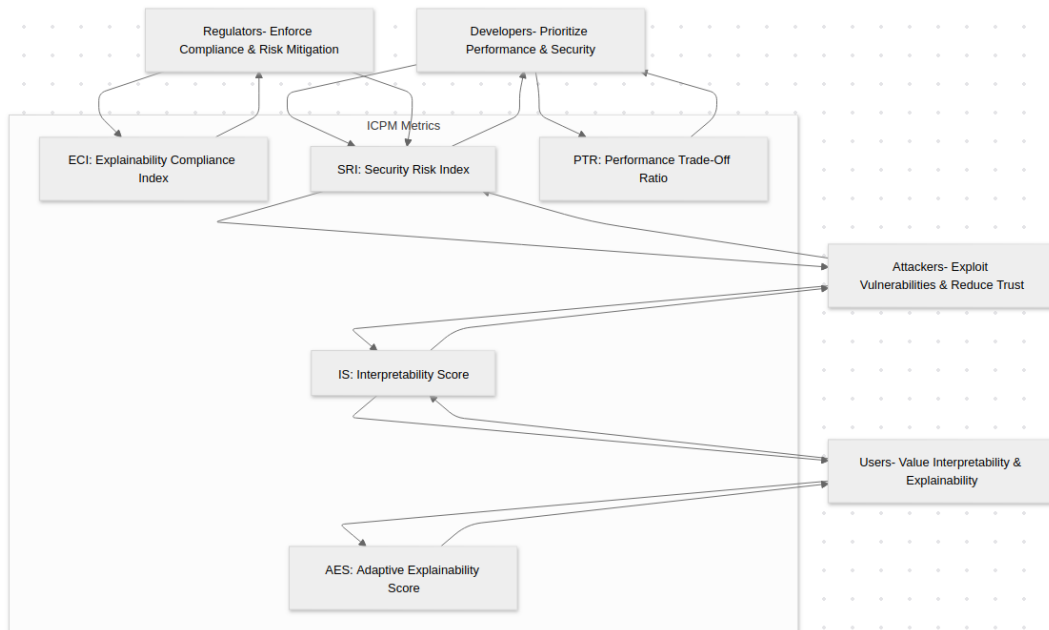 Regulators- Enforce
Compliance & Risk Mitigation
Developers- Prioritize
Performance & Security
ICPM Metrics
ECI: Explainability Compliance
Index
SRI: Security Risk Index
PTR: Performance Trade-Off
Ratio
Attackers- Exploit
Vulnerabilities & Reduce Trust
IS: Interpretability Score
Users- Value Interpretability &
Explainability
AES: Adaptive Explainability
Score